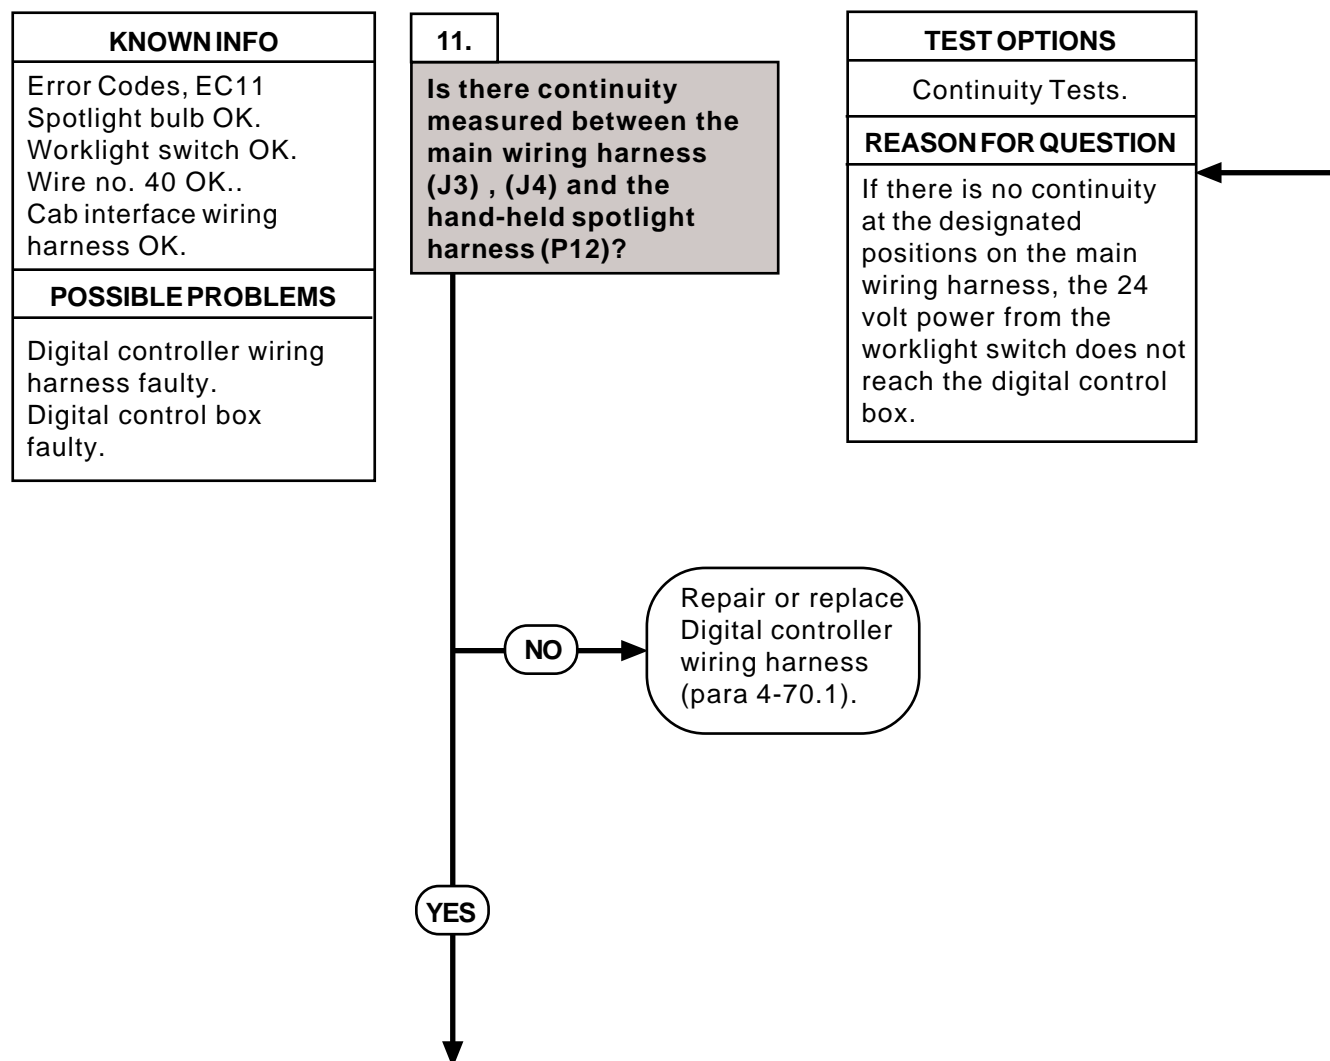 KNOWN INFO
Error Codes, EC11
Spotlight bulb OK.
Worklight switch OK.
Wire no. 40 OK..
Cab interface wiring
harness OK.
POSSIBLE PROBLEMS
Digital controller wiring
harness faulty.
Digital control box
faulty.
11.
Is there continuity
measured between the
main wiring harness
(J3) , (J4) and the
hand-held spotlight
harness (P12)?
TEST OPTIONS
Continuity Tests.
REASON FOR QUESTION
If there is no continuity
at the designated
positions on the main
wiring harness, the 24
volt power from the
worklight switch does not
reach the digital control
box.
NO
Repair or replace
Digital controller
wiring harness
(para 4-70.1).
YES